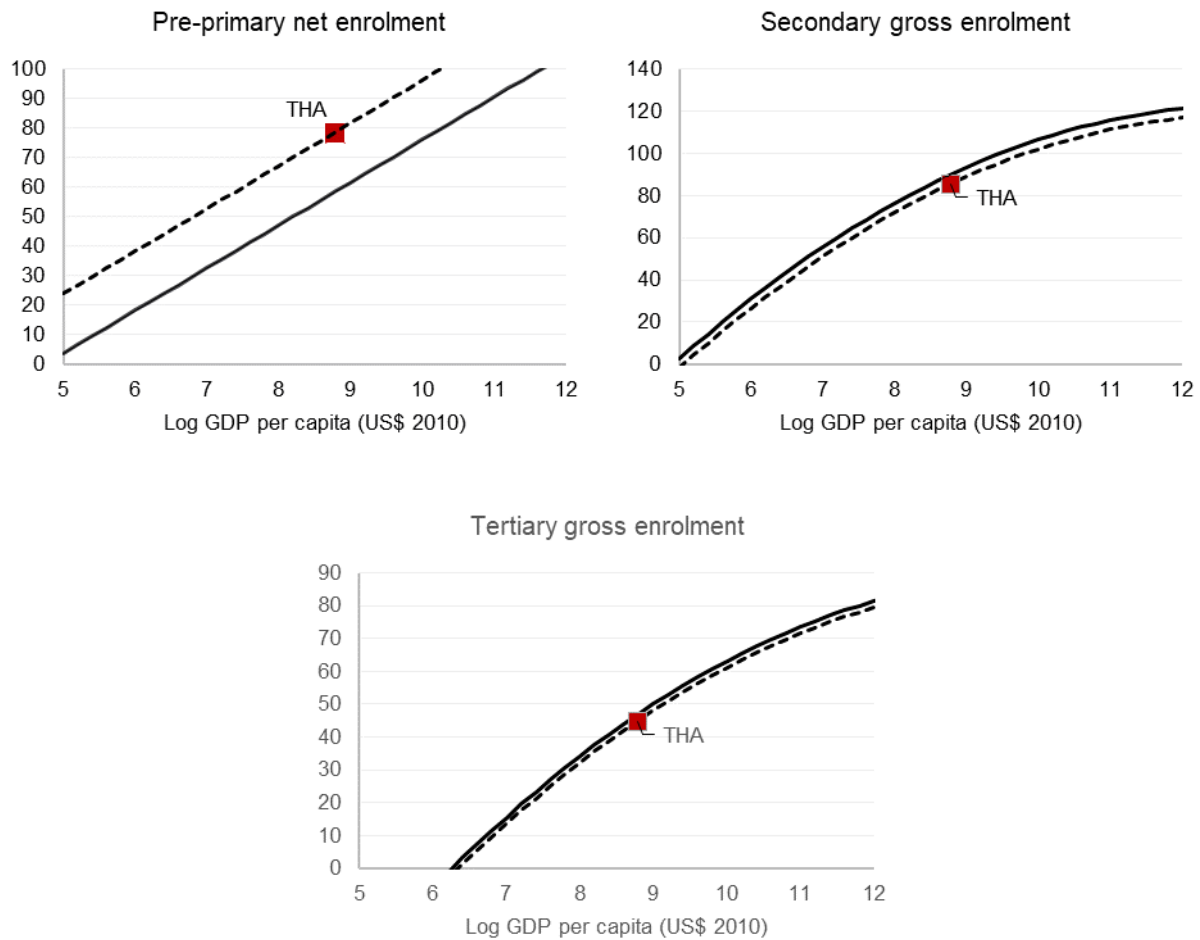 Pre-primary net enrolment
100
90
80
70
60
50
40
30
20
10
0
THA
5 6 7 8 9 10 11 12
Log GDP per capita (US$ 2010)
Secondary gross enrolment
140
120
100
80
60
40
20
0
THA
5 6 7 8 9 10 11 12
Log GDP per capita (US$ 2010)
Tertiary gross enrolment
90
80
70
60
50
40
30
20
10
0
THA
5 6 7 8 9 10 11 12
Log GDP per capita (US$ 2010)